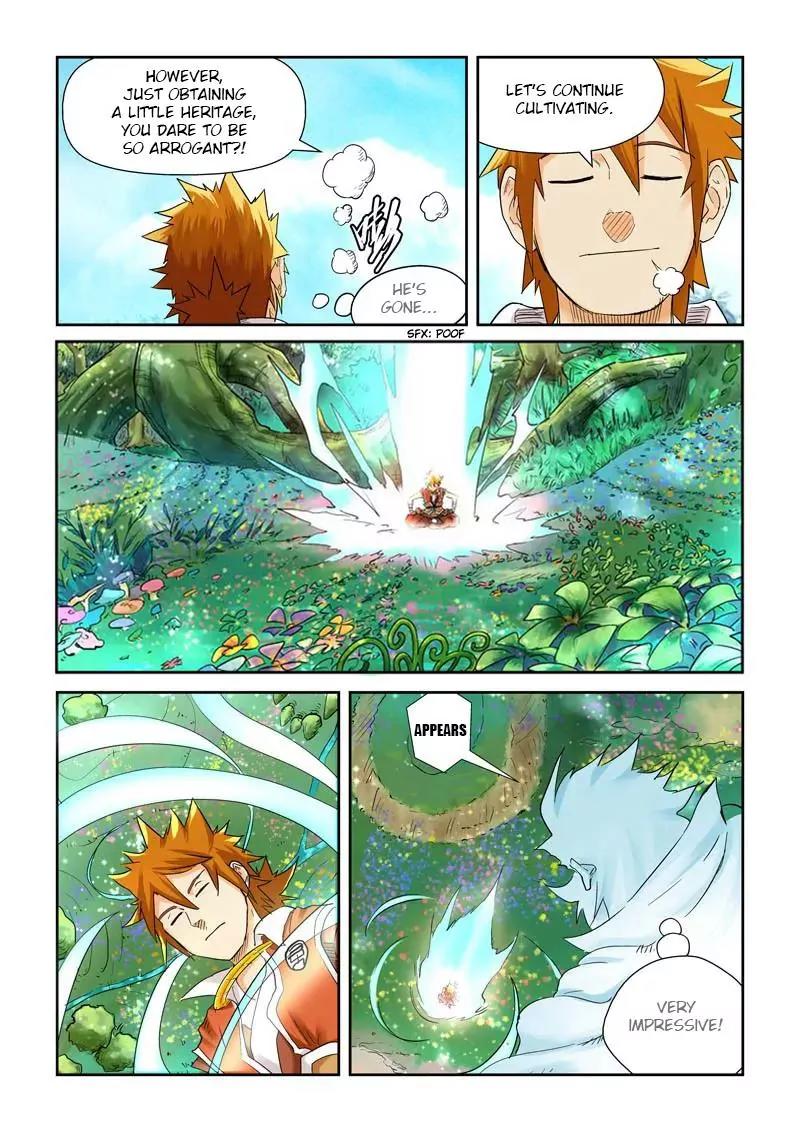 HOWEVER,
JUST OBTAINING
A LITTLE HERITAGE,
YOU DARE TO BE
SO ARROGANT?!
嘭
HE'S
GONE...
SFX: POOF
LET'S CONTINUE
CULTIVATING.
APPEARS
VERY
IMPRESSIVE!